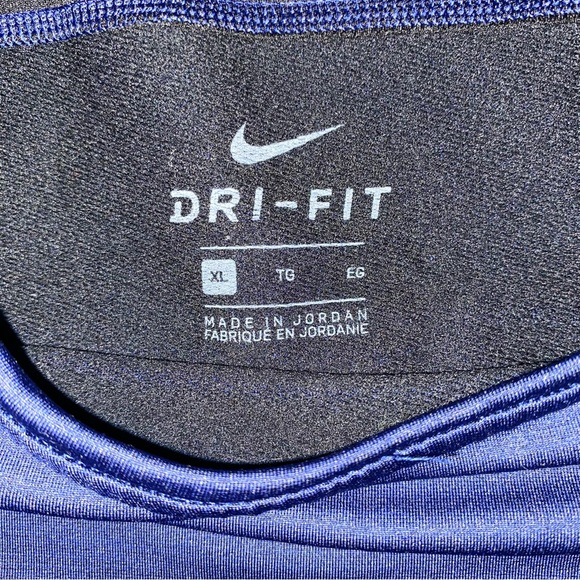 DRI-FIT
XL TG EG
MADE IN JORDAN
FABRIQUÉ EN JORDANIE